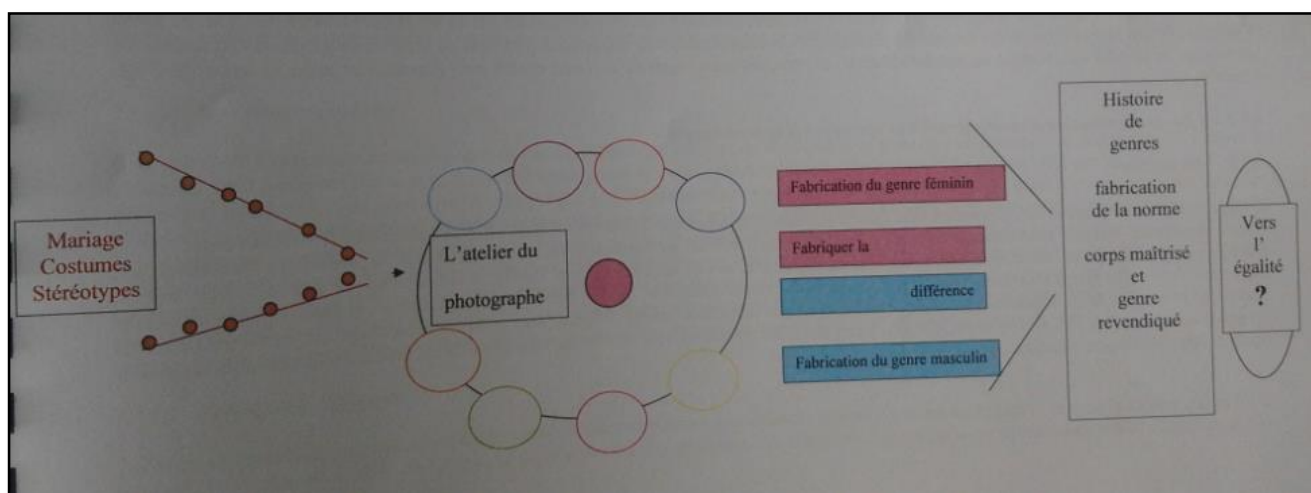 Mariage
Costumes
Stéréotypes
L'atelier du
photographe
Fabrication du genre féminin
Fabriquer la
différence
Fabrication du genre masculin
Histoire
de
genres
fabrication
de la norme
corps maîtrisé
et
genre
revendiqué
Vers
l'
égalité
?